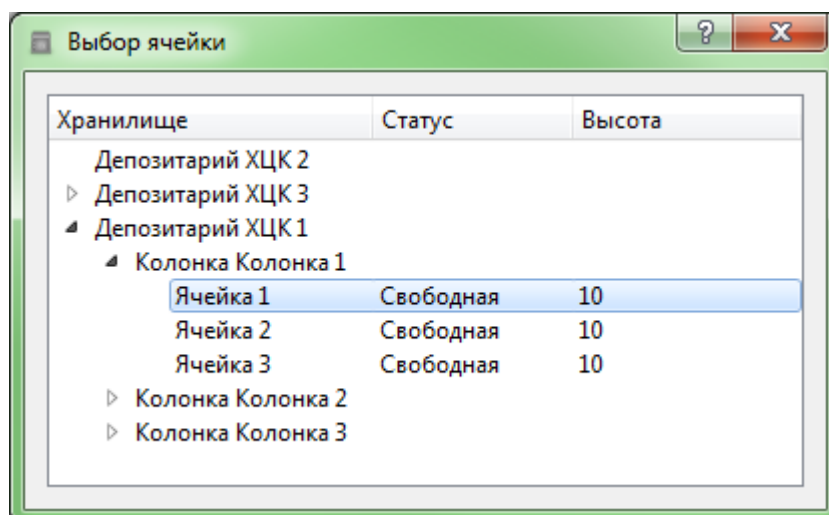 Выбор ячейки
Хранилище Статус Высота
Депозитарий ХЦК 2
Депозитарий ХЦК 3
Депозитарий ХЦК 1
Колонка Колонка 1
Ячейка 1 Свободная 10
Ячейка 2 Свободная 10
Ячейка 3 Свободная 10
Колонка Колонка 2
Колонка Колонка 3